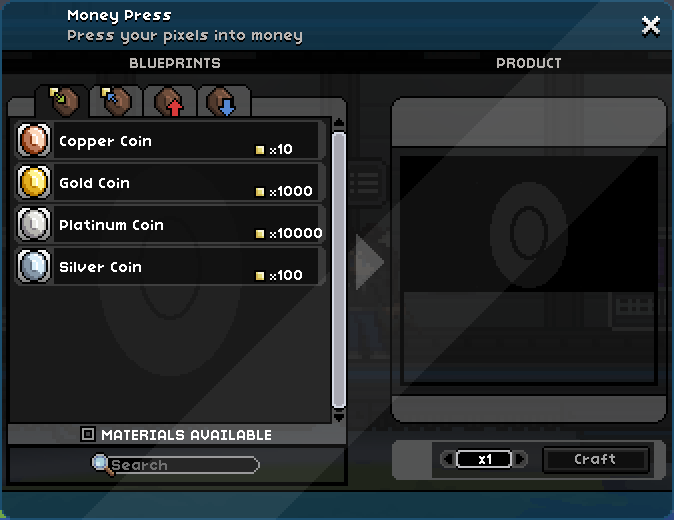 Money Press
Press your pixels into money
BLUEPRINTS
PRODUCT
Copper Coin
x10
Gold Coin
x1000
Platinum Coin
x10000
Silver Coin
x100
MATERIALS AVAILABLE
Search
x1
Craft